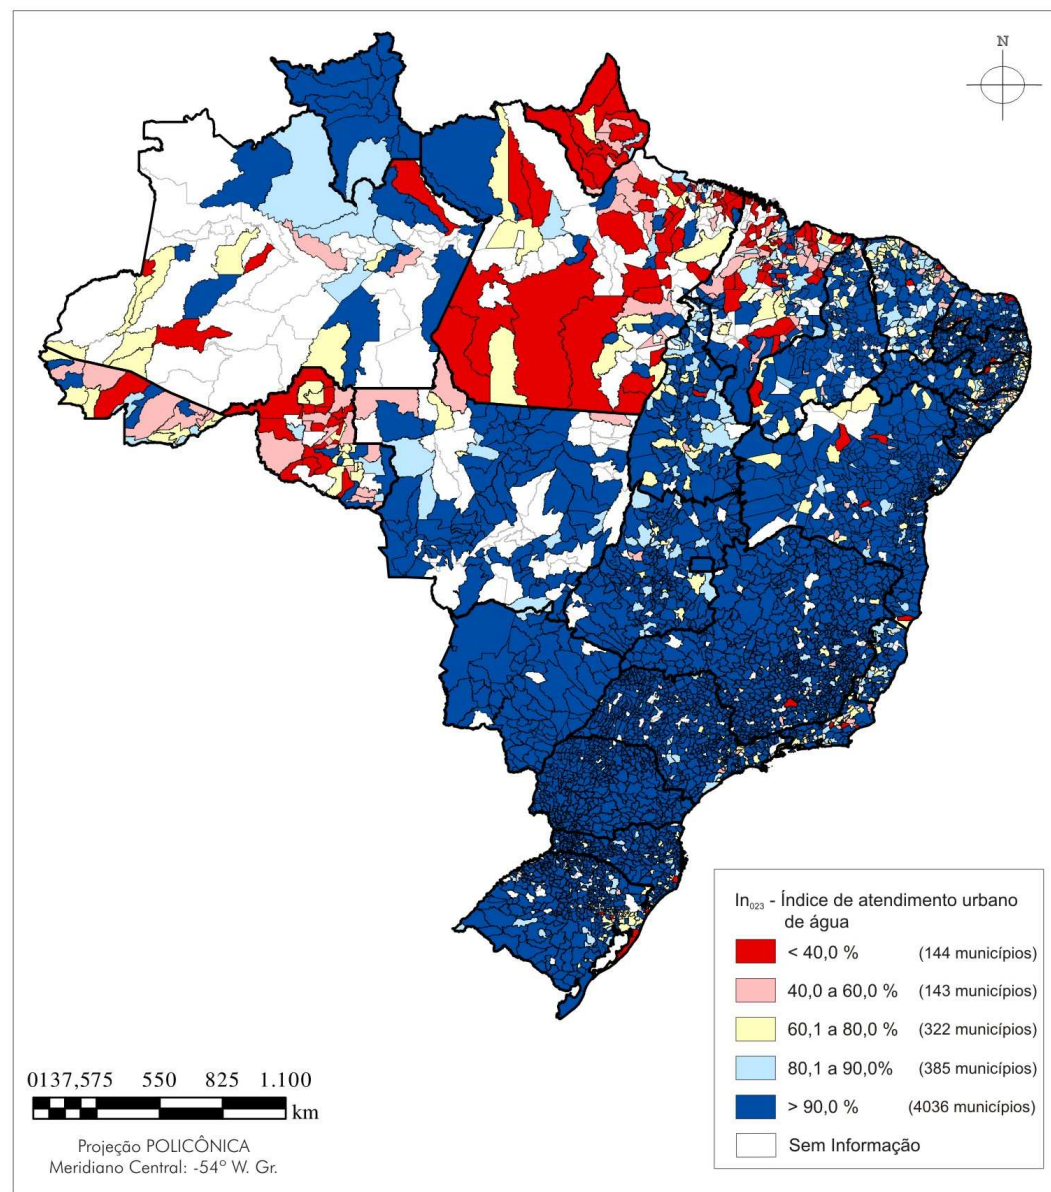 N
In023 - Índice de atendimento urbano
de água
< 40,0 % (144 municípios)
40,0 a 60,0 % (143 municípios)
60,1 a 80,0 % (322 municípios)
80,1 a 90,0% (385 municípios)
> 90,0 % (4036 municípios)
Sem Informação
0137,575 550 825 1.100
km
Projeção POLICÔNICA
Meridiano Central: -54º W. Gr.